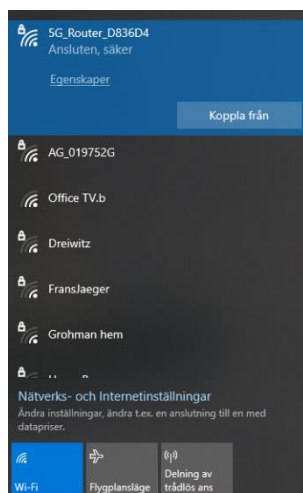 5G_Router_D836D4
Ansluten, säker
Egenskaper
Koppla från
AG_019752G
Office TV.b
Dreiwitz
FransJaeger
Grohman hem
Nätverks- och Internetinställningar
Ändra inställningar, ändra t.ex. en anslutning till en med
datapriser.
Wi-Fi
Flygplansläge
Delning av
trådlös ans